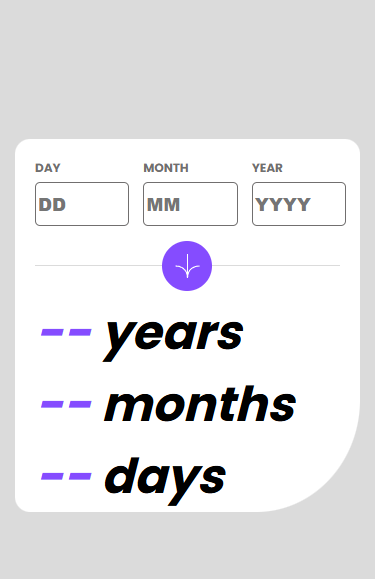 DAY MONTH YEAR
DD MM YYYY
-- years
-- months
-- days